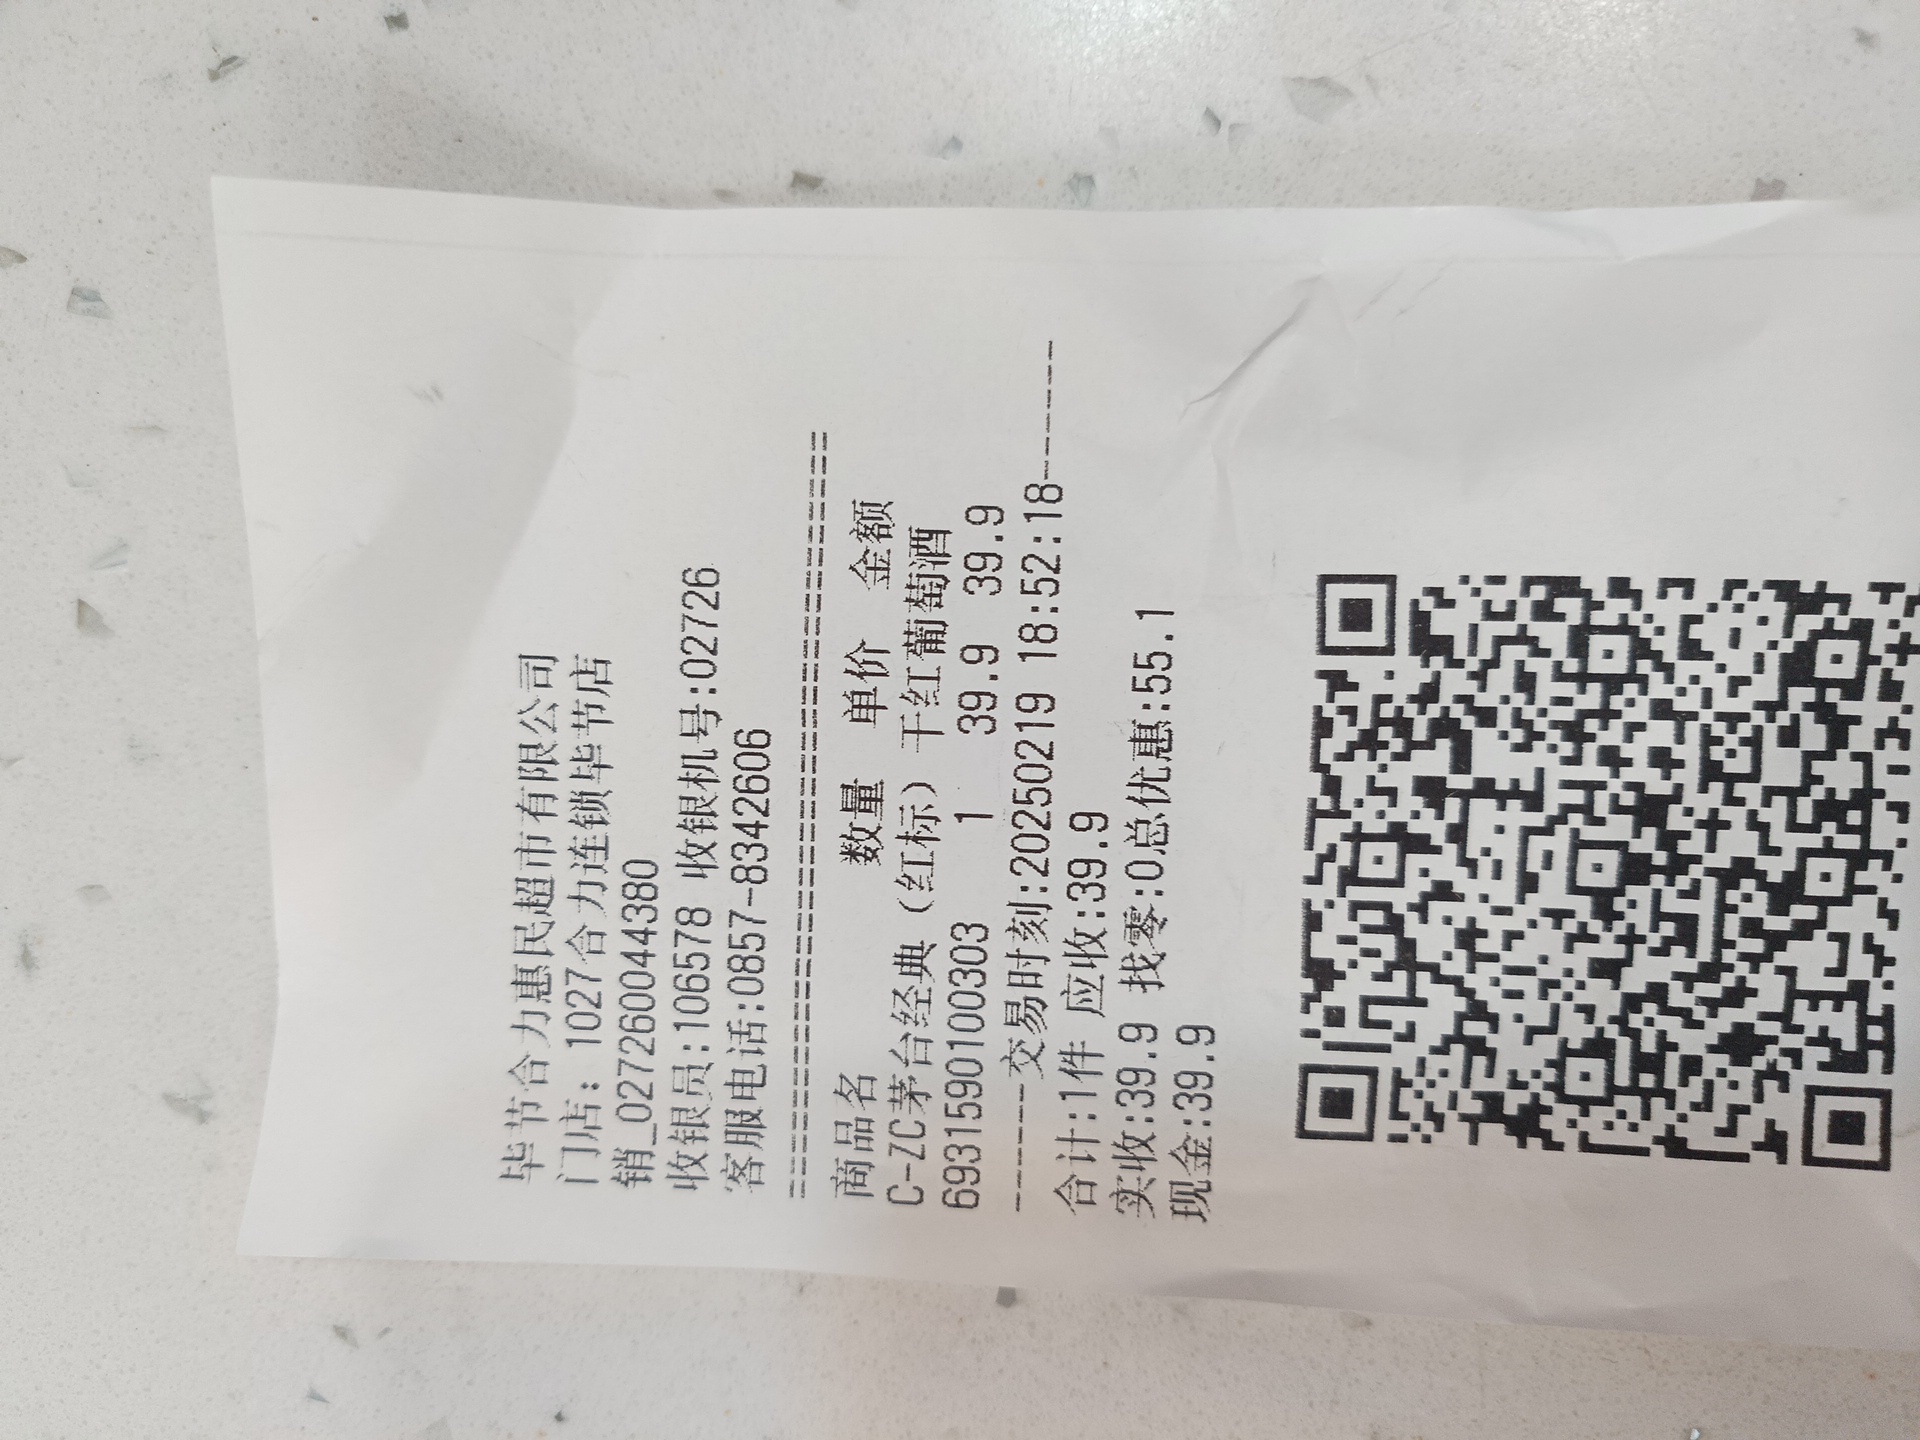 毕节合力惠民超市有限公司
门店：1027合力连锁毕节店
销_027260044380
收银员:106578 收银机号:02726
客服电话:0857-8342606
==========================================
商品名 数量 单价 金额
C-ZC茅台经典（红标）干红葡萄酒
6931590100303 1 39.9 39.9
-------交易时刻:20250219 18:52:18--------
合计:1件 应收:39.9
实收:39.9 找零:0总优惠:55.1
现金:39.9